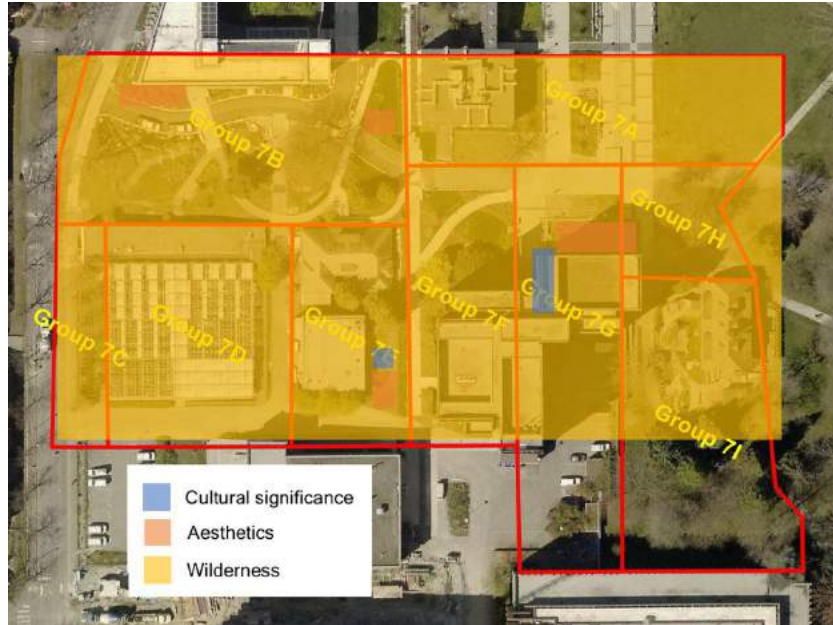 Group 7A
Group 7B
Group 7H
Group 7C
Group 7D
Group 7F
Group 7G
Group 7I
Cultural significance
Aesthetics
Wilderness